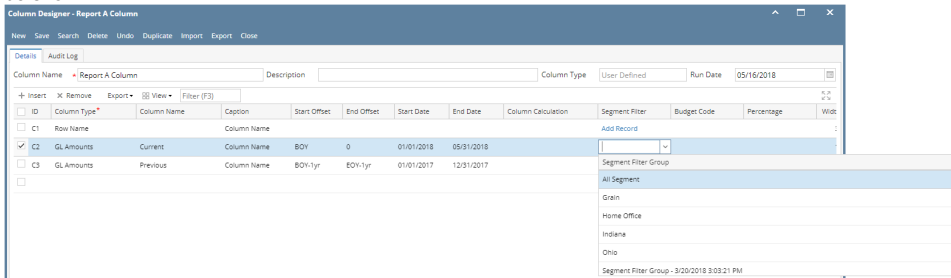 Column Designer - Report A Column
New Save Search Delete Undo Duplicate Import Export Close
Details Audit Log
Column Name * Report A Column Description Column Type User Defined Run Date 05/16/2018
+ Insert × Remove Export View Filter (F3)
ID Column Type* Column Name Caption Start Offset End Offset Start Date End Date Column Calculation Segment Filter Budget Code Percentage Widt
C1 Row Name Column Name Add Record
C2 GL Amounts Current Column Name BOY 0 01/01/2018 05/31/2018
C3 GL Amounts Previous Column Name BOY-1yr EOY-1yr 01/01/2017 12/31/2017
Segment Filter Group
All Segment
Grain
Home Office
Indiana
Ohio
Segment Filter Group - 3/20/2018 3:03:21 PM